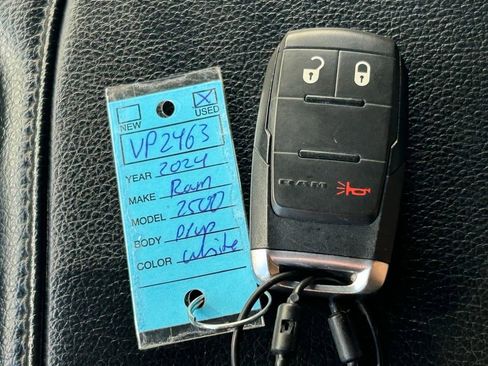 NEW USED
VP2463
YEAR 2024
MAKE Ram
MODEL 2500
BODY P/up
COLOR white
RAM